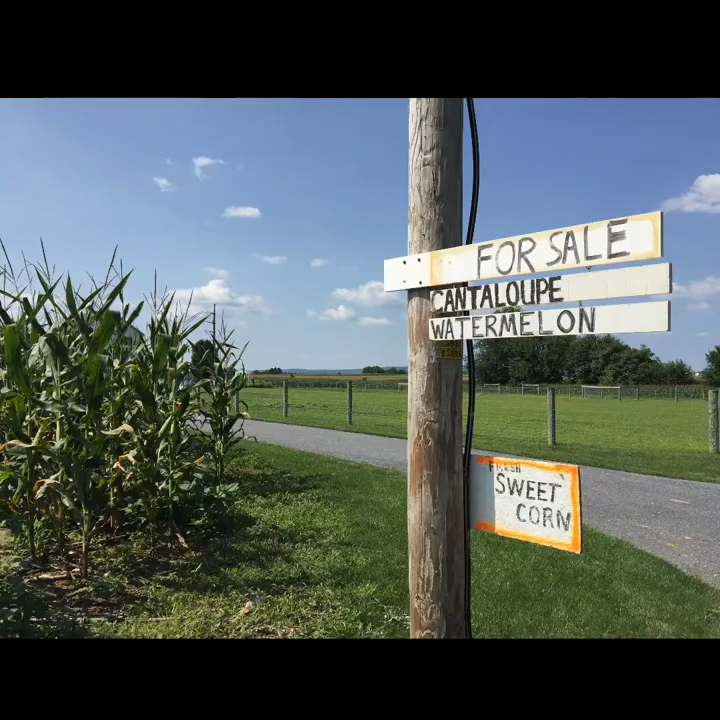 FOR SALE
CANTALOUPE
WATERMELON
FRESH
SWEET
CORN